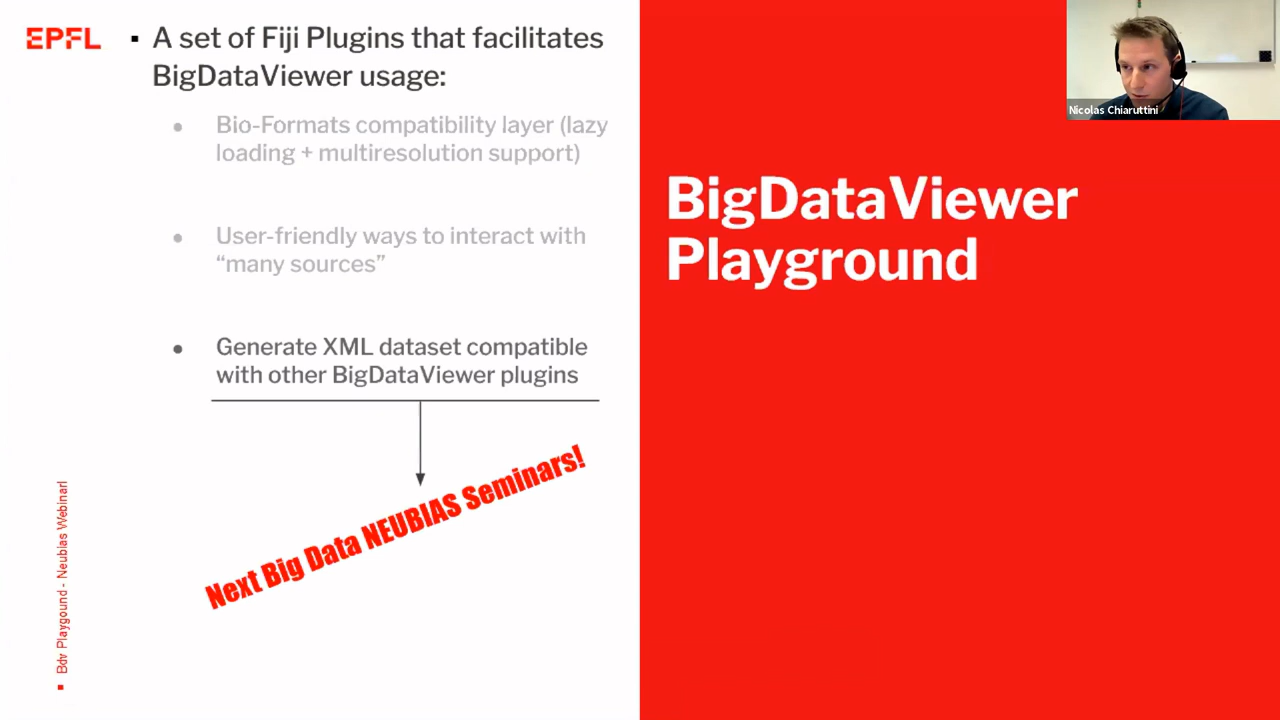 EPFL
A set of Fiji Plugins that facilitates
BigDataViewer usage:
Bio-Formats compatibility layer (lazy
loading + multiresolution support)
User-friendly ways to interact with
“many sources”
Generate XML dataset compatible
with other BigDataViewer plugins
Next Big Data NEUBIAS Seminars!
Bdv Playgound - Neubias Webinarl
BigDataViewer
Playground
Nicolas Chiaruttini